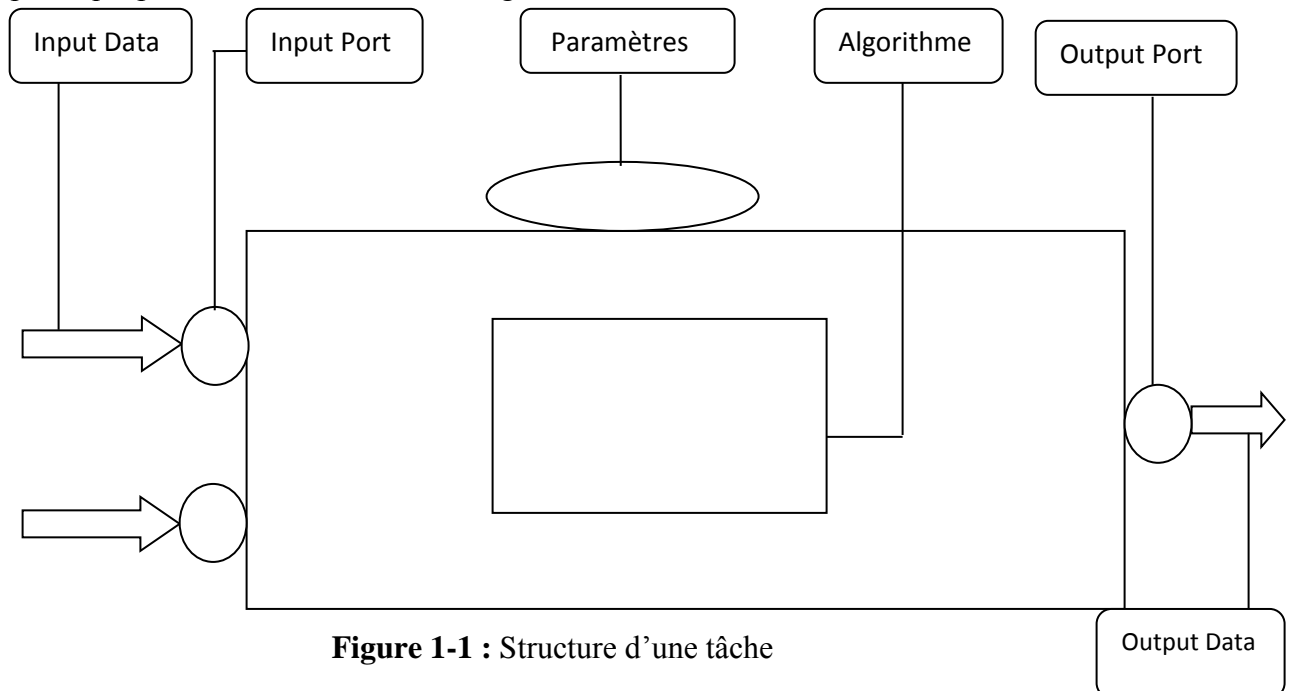 Input Data
Input Port
Paramètres
Algorithme
Output Port
Figure 1-1 : Structure d’une tâche
Output Data